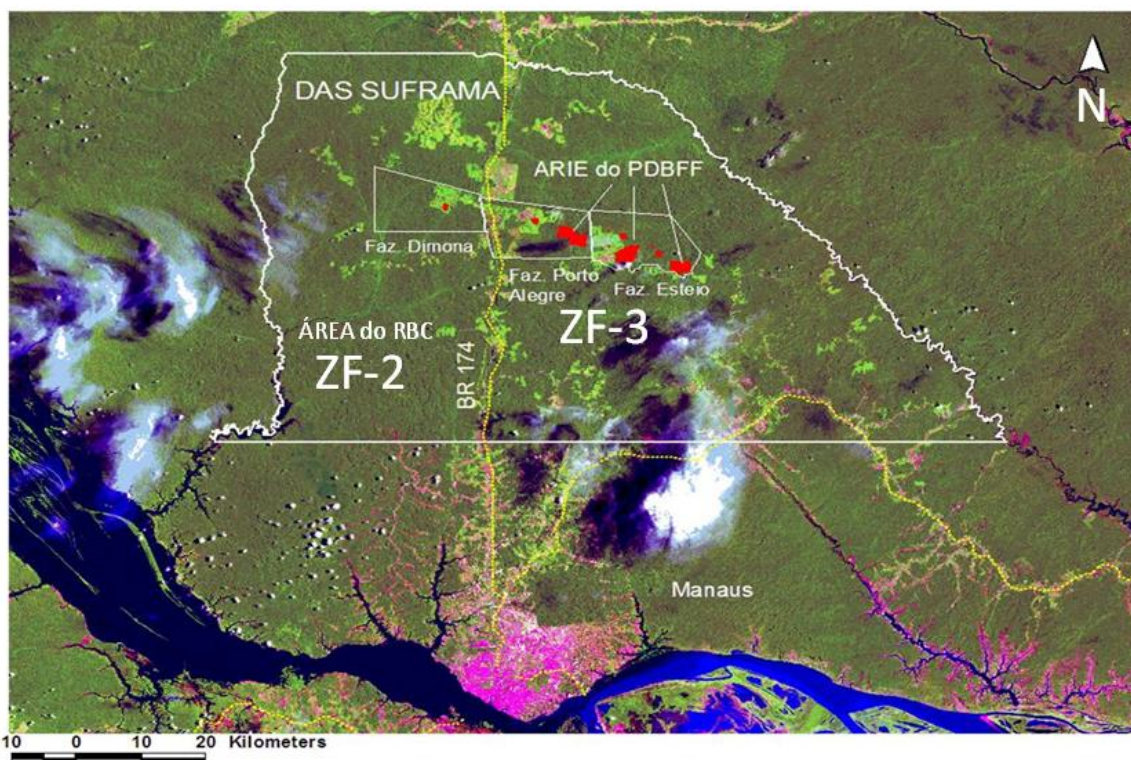 N
DAS SUFRAMA
ARIE do PDBFF
Faz. Dimona
Faz. Porto
Alegre
Faz. Esteio
ÁREA do RBC
ZF-2
ZF-3
BR 174
Manaus
10 0 10 20 Kilometers